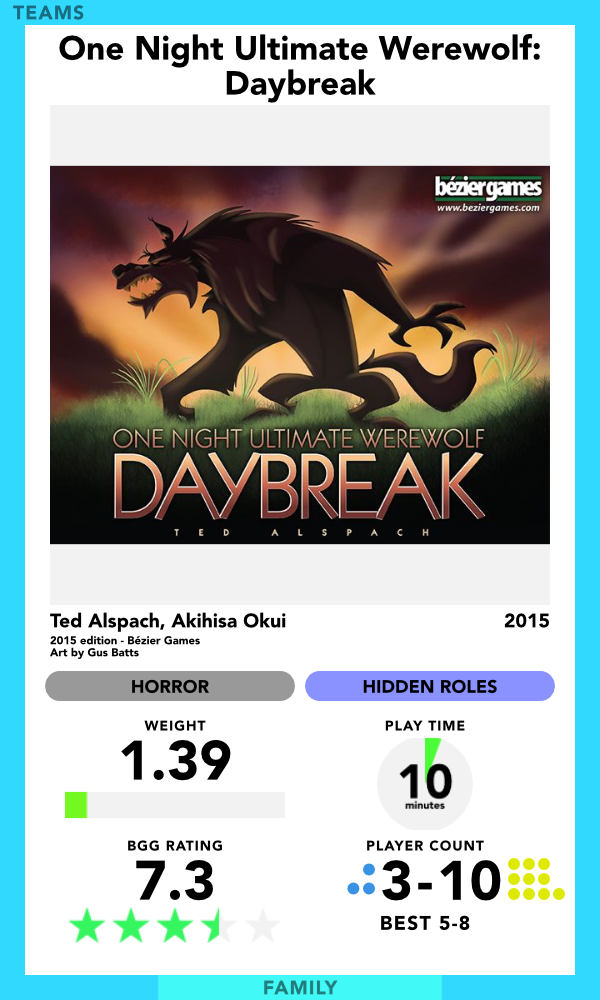 TEAMS
One Night Ultimate Werewolf:
Daybreak
béziergames
www.beziergames.com
ONE NIGHT ULTIMATE WEREWOLF
DAYBREAK
TED ALSPACH
Ted Alspach, Akihisa Okui 2015
2015 edition - Bézier Games
Art by Gus Batts
HORROR HIDDEN ROLES
WEIGHT PLAY TIME
1.39 10
minutes
BGG RATING PLAYER COUNT
7.3 3-10
BEST 5-8
FAMILY